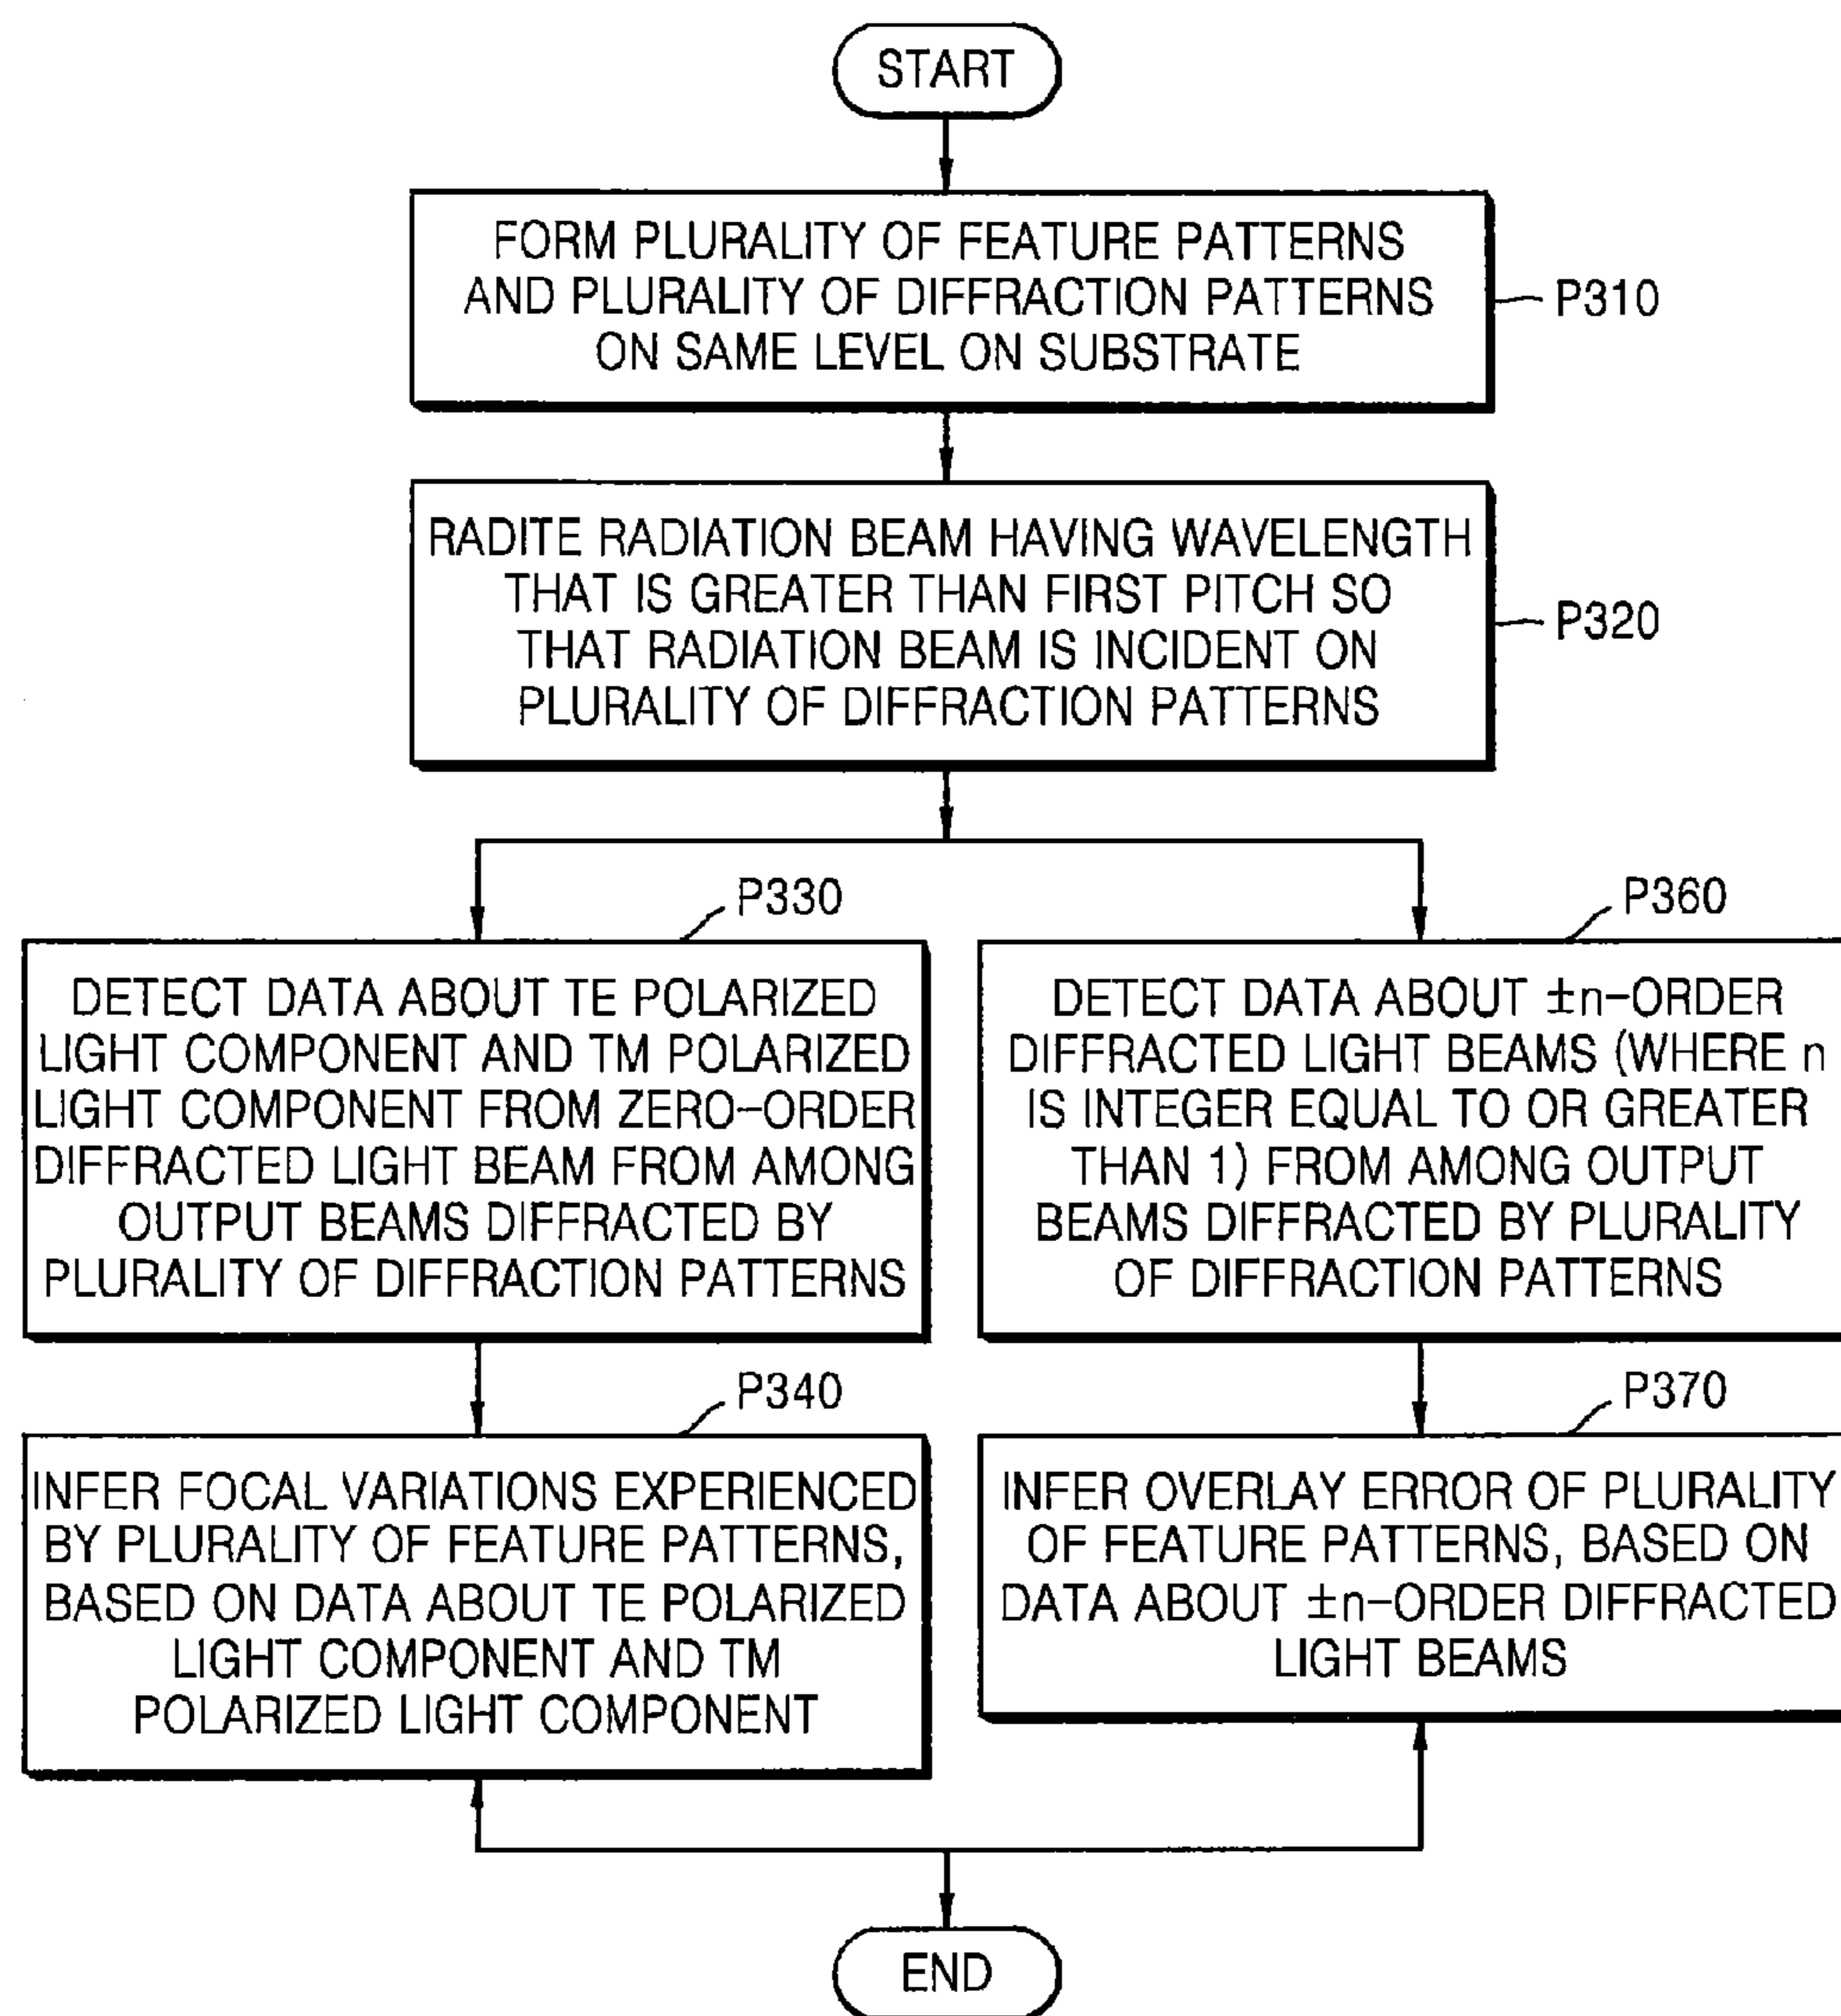 START
FORM PLURALITY OF FEATURE PATTERNS
AND PLURALITY OF DIFFRACTION PATTERNS
ON SAME LEVEL ON SUBSTRATE
P310
RADITE RADIATION BEAM HAVING WAVELENGTH
THAT IS GREATER THAN FIRST PITCH SO
THAT RADIATION BEAM IS INCIDENT ON
PLURALITY OF DIFFRACTION PATTERNS
P320
P330
DETECT DATA ABOUT TE POLARIZED
LIGHT COMPONENT AND TM POLARIZED
LIGHT COMPONENT FROM ZERO-ORDER
DIFFRACTED LIGHT BEAM FROM AMONG
OUTPUT BEAMS DIFFRACTED BY
PLURALITY OF DIFFRACTION PATTERNS
P360
DETECT DATA ABOUT ±n-ORDER
DIFFRACTED LIGHT BEAMS (WHERE n
IS INTEGER EQUAL TO OR GREATER
THAN 1) FROM AMONG OUTPUT
BEAMS DIFFRACTED BY PLURALITY
OF DIFFRACTION PATTERNS
P340
INFER FOCAL VARIATIONS EXPERIENCED
BY PLURALITY OF FEATURE PATTERNS,
BASED ON DATA ABOUT TE POLARIZED
LIGHT COMPONENT AND TM
POLARIZED LIGHT COMPONENT
P370
INFER OVERLAY ERROR OF PLURALITY
OF FEATURE PATTERNS, BASED ON
DATA ABOUT ±n-ORDER DIFFRACTED
LIGHT BEAMS
END